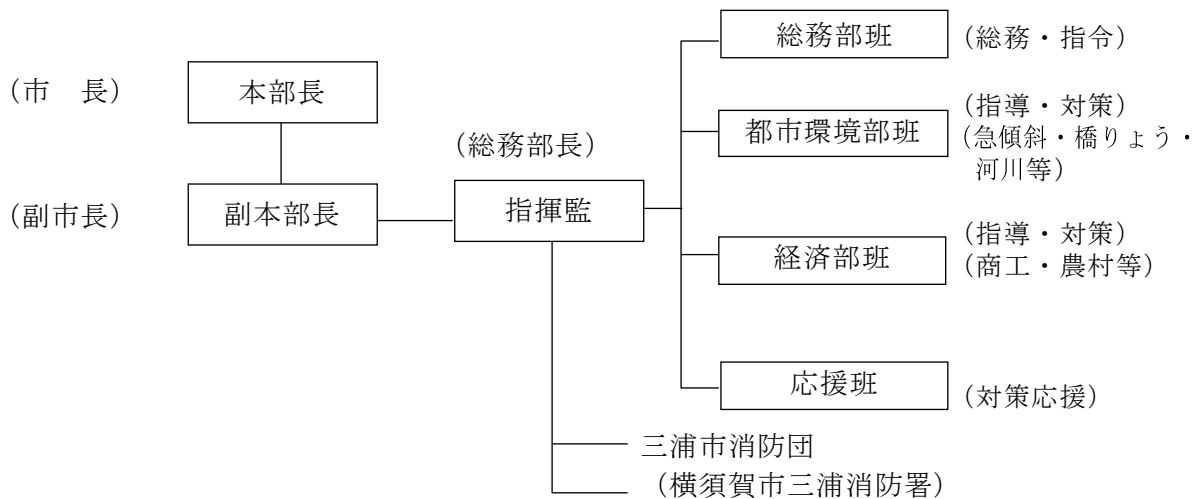 総務部班
(総務・指令)
(市　長)
本部長
(指導・対策)
都市環境部班
(急傾斜・橋りょう・
河川等)
(総務部長)
(副市長)
副本部長
指揮監
(指導・対策)
経済部班
(商工・農村等)
応援班
(対策応援)
三浦市消防団
(横須賀市三浦消防署)